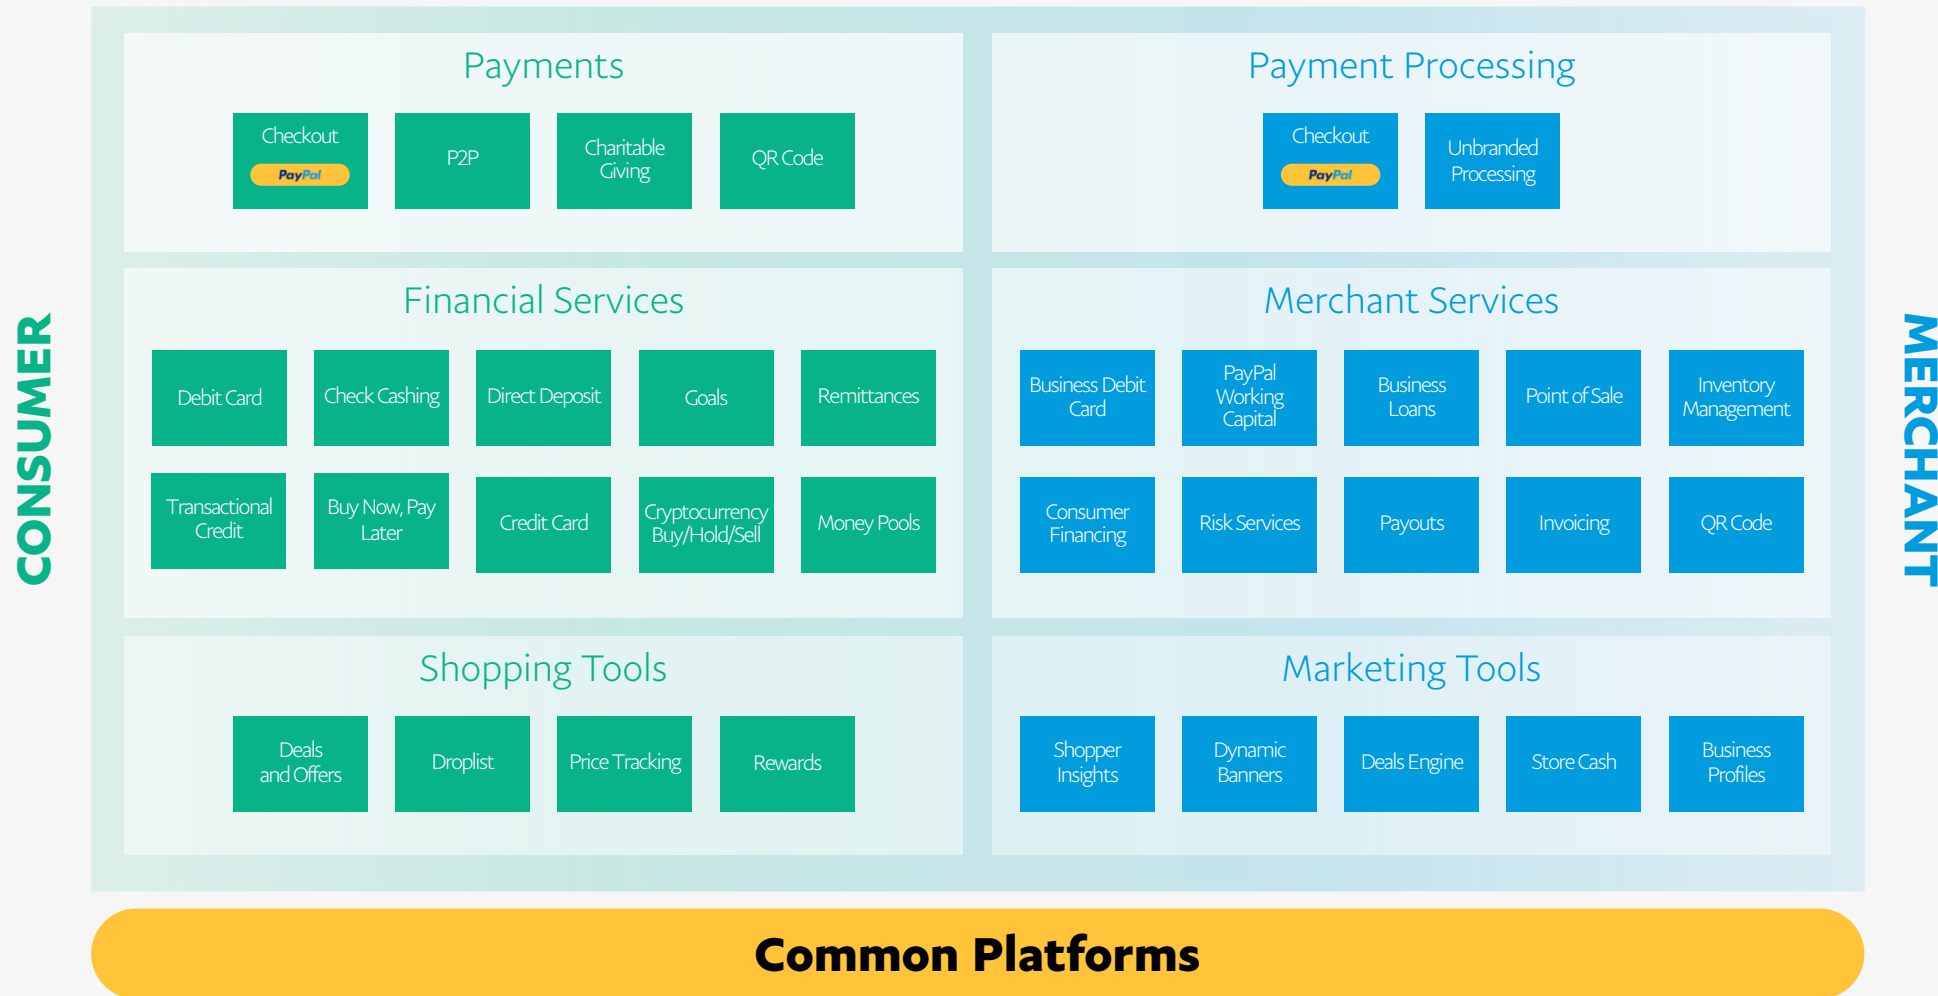 CONSUMER
Payments
Checkout
PayPal
P2P
Charitable
Giving
QR Code
Financial Services
Debit Card
Check Cashing
Direct Deposit
Goals
Remittances
Transactional
Credit
Buy Now, Pay
Later
Credit Card
Cryptocurrency
Buy/Hold/Sell
Money Pools
Shopping Tools
Deals
and Offers
Droplist
Price Tracking
Rewards
Payment Processing
Checkout
PayPal
Unbranded
Processing
Merchant Services
Business Debit
Card
PayPal
Working
Capital
Business
Loans
Point of Sale
Inventory
Management
Consumer
Financing
Risk Services
Payouts
Invoicing
QR Code
Marketing Tools
Shopper
Insights
Dynamic
Banners
Deals Engine
Store Cash
Business
Profiles
MERCHANT
Common Platforms